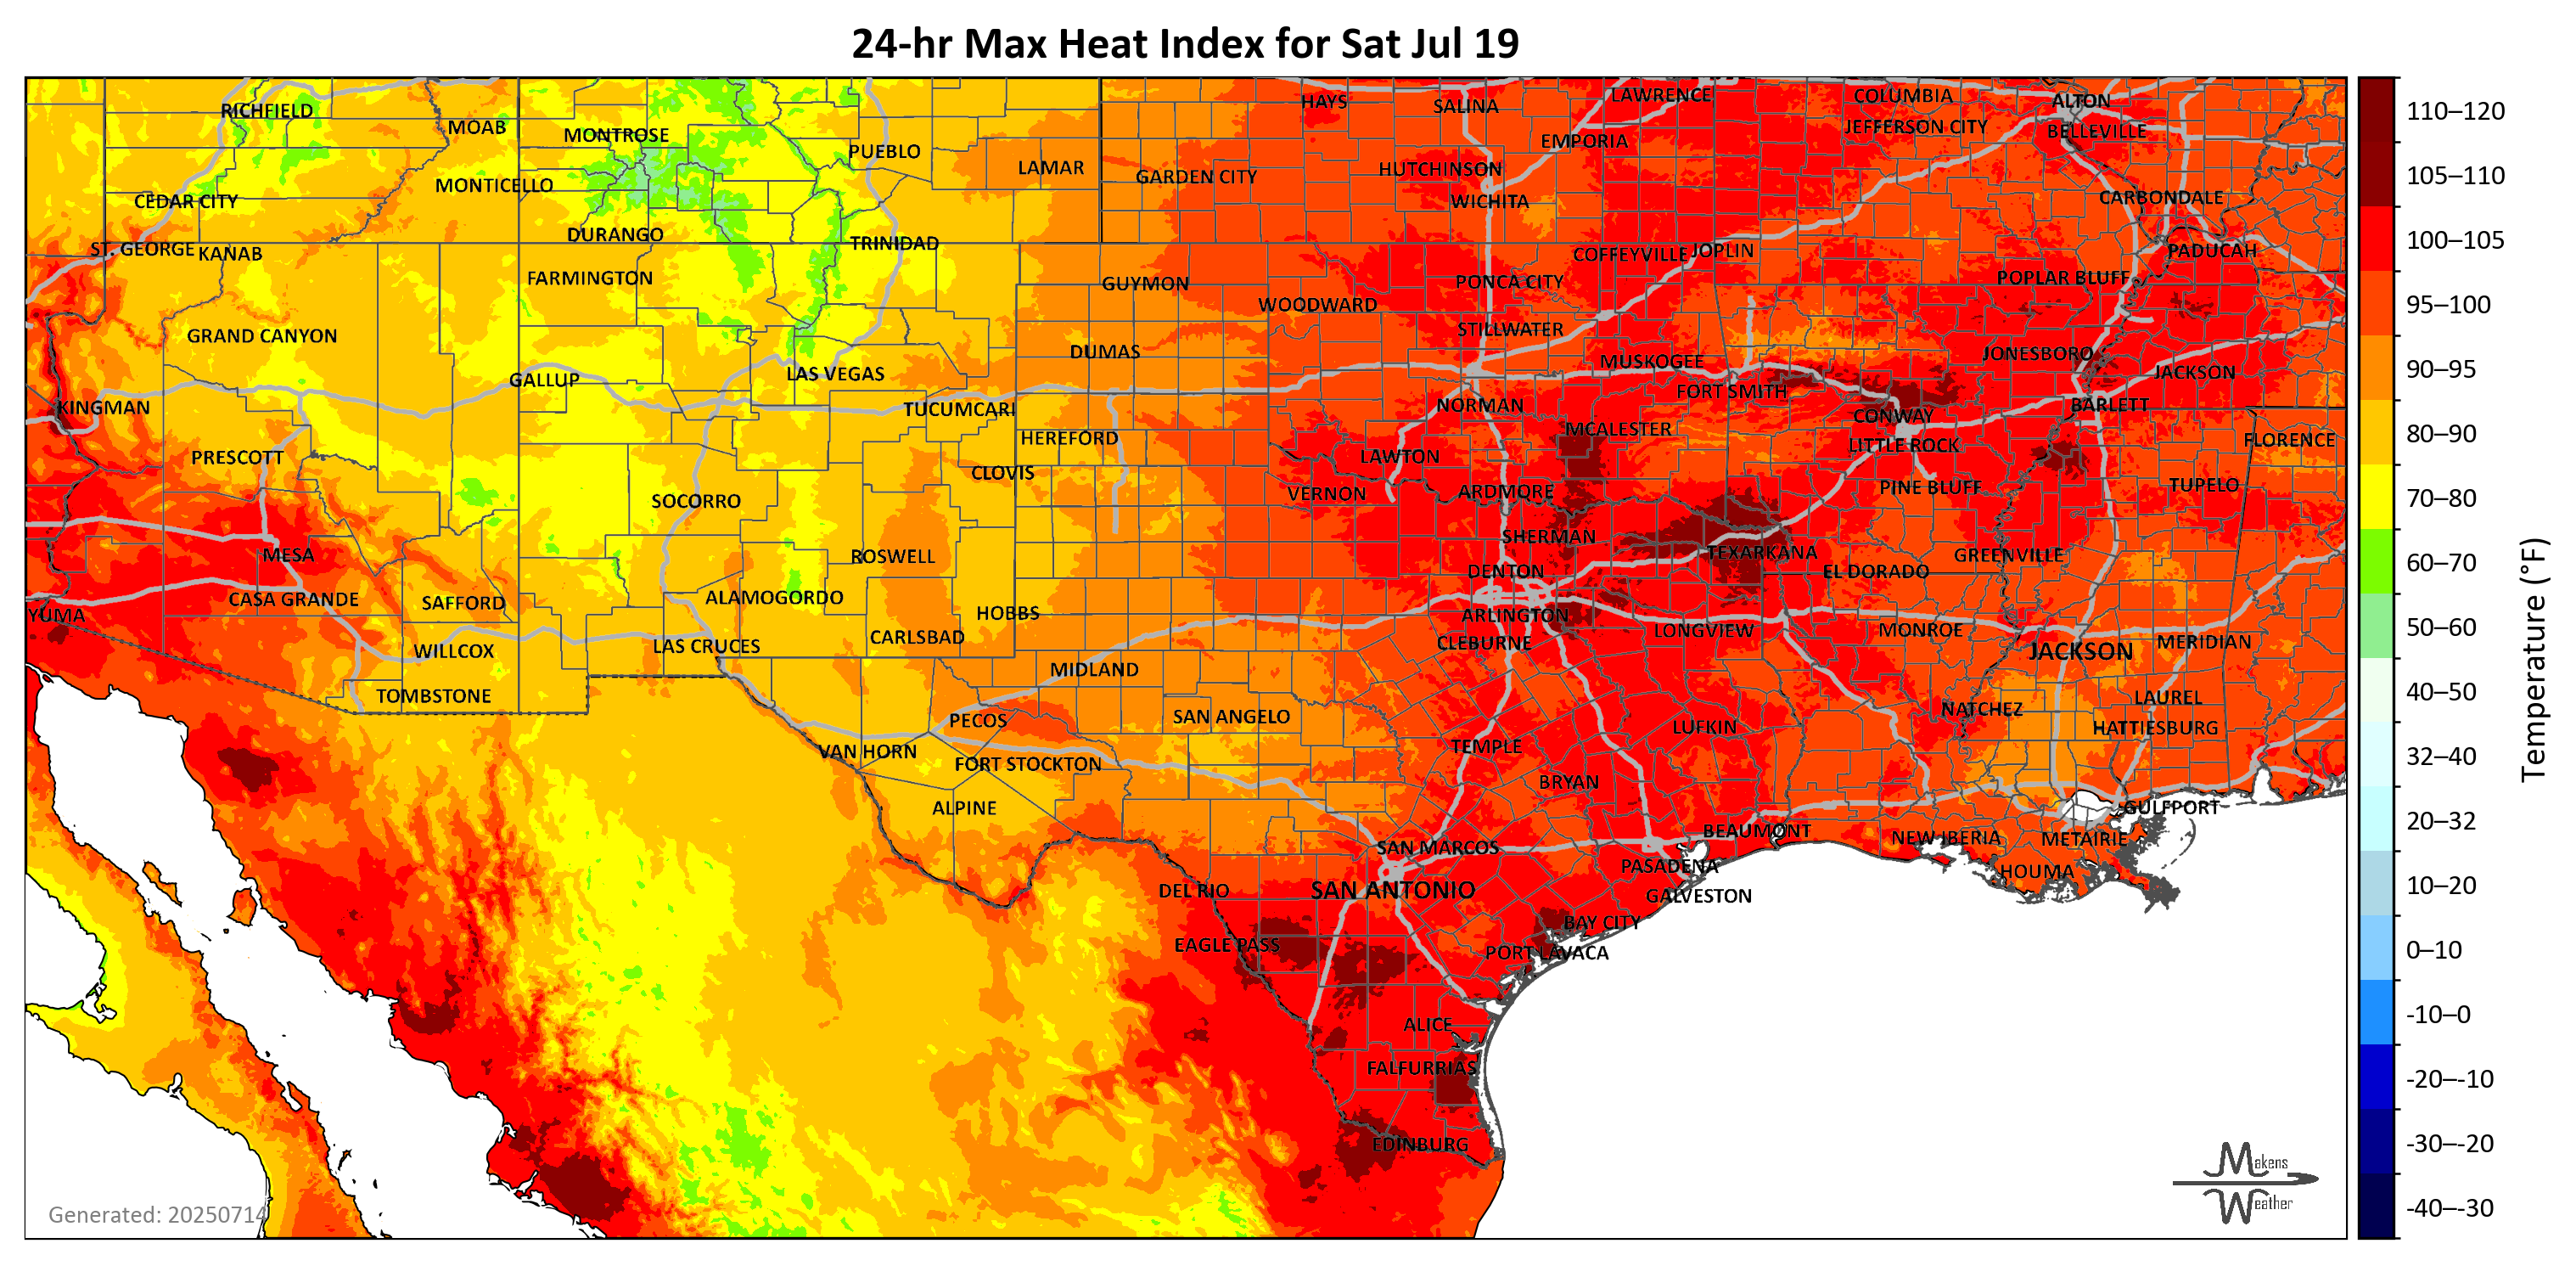 24-hr Max Heat Index for Sat Jul 19
RICHFIELD
MOAB
MONTROSE
PUEBLO
LAMAR
GARDEN CITY
HAYS
SALINA
LAWRENCE
EMPORIA
COLUMBIA
JEFFERSON CITY
ALTON
BELLEVILLE
CEDAR CITY
MONTICELLO
HUTCHINSON
WICHITA
CARBONDALE
ST. GEORGE
KANAB
DURANGO
TRINIDAD
COFFEYVILLE
JOPLIN
PADUCAH
FARMINGTON
GUYMON
WOODWARD
PONCA CITY
POPLAR BLUFF
GRAND CANYON
DUMAS
STILLWATER
MUSKOGEE
JONESBORO
GALLUP
LAS VEGAS
FORT SMITH
JACKSON
KINGMAN
TUCUMCARI
NORMAN
CONWAY
BARLETT
PRESCOTT
HEREFORD
CLOVIS
LAWTON
MCALESTER
LITTLE ROCK
FLORENCE
SOCORRO
VERNON
ARDMORE
PINE BLUFF
TUPELO
MESA
ROSWELL
SHERMAN
TEXARKANA
GREENVILLE
CASA GRANDE
SAFFORD
ALAMOGORDO
HOBBS
DENTON
EL DORADO
YUMA
WILLCOX
LAS CRUCES
CARLSBAD
ARLINGTON
CLEBURNE
LONGVIEW
MONROE
JACKSON
MERIDIAN
TOMBSTONE
MIDLAND
PECOS
SAN ANGELO
LUFKIN
NATCHEZ
LAUREL
HATTIESBURG
VAN HORN
FORT STOCKTON
TEMPLE
BRYAN
ALPINE
GULFPORT
SAN MARCOS
BEAUMONT
NEW IBERIA
METAIRIE
DEL RIO
SAN ANTONIO
PASADENA
GALVESTON
HOUMA
EAGLE PASS
BAY CITY
PORT LAVACA
ALICE
FALFURRIAS
EDINBURG
Generated: 20250714
Makens
Weather
110–120
105–110
100–105
95–100
90–95
80–90
70–80
60–70
50–60
40–50
32–40
20–32
10–20
0–10
-10–0
-20–-10
-30–-20
-40–-30
Temperature (°F)